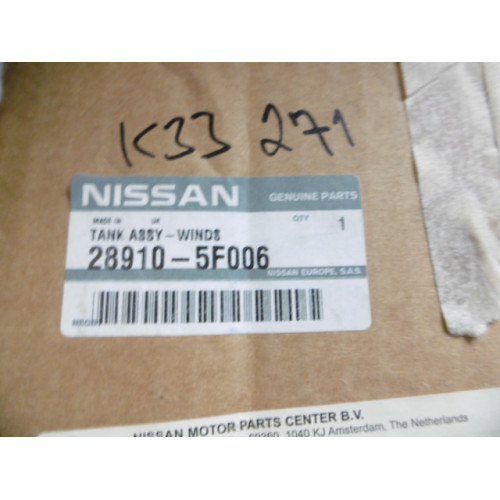 K33 271
NISSAN GENUINE PARTS
MADE IN UK QTY 1
TANK ASSY-WINDS
28910-5F006
NISSAN EUROPE, S.A.S.
NISSAN MOTOR PARTS CENTER B.V.
1040 KJ Amsterdam, The Netherlands